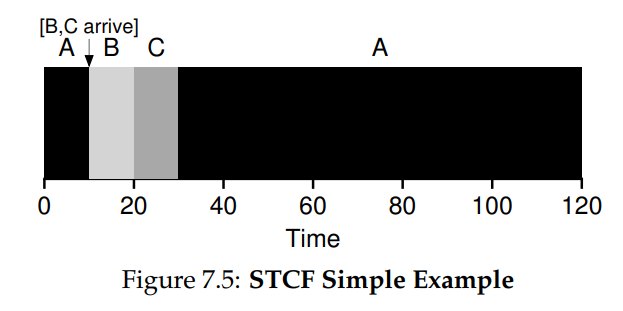 [B,C arrive]
A B C A
0 20 40 60 80 100 120
Time
Figure 7.5: STCF Simple Example